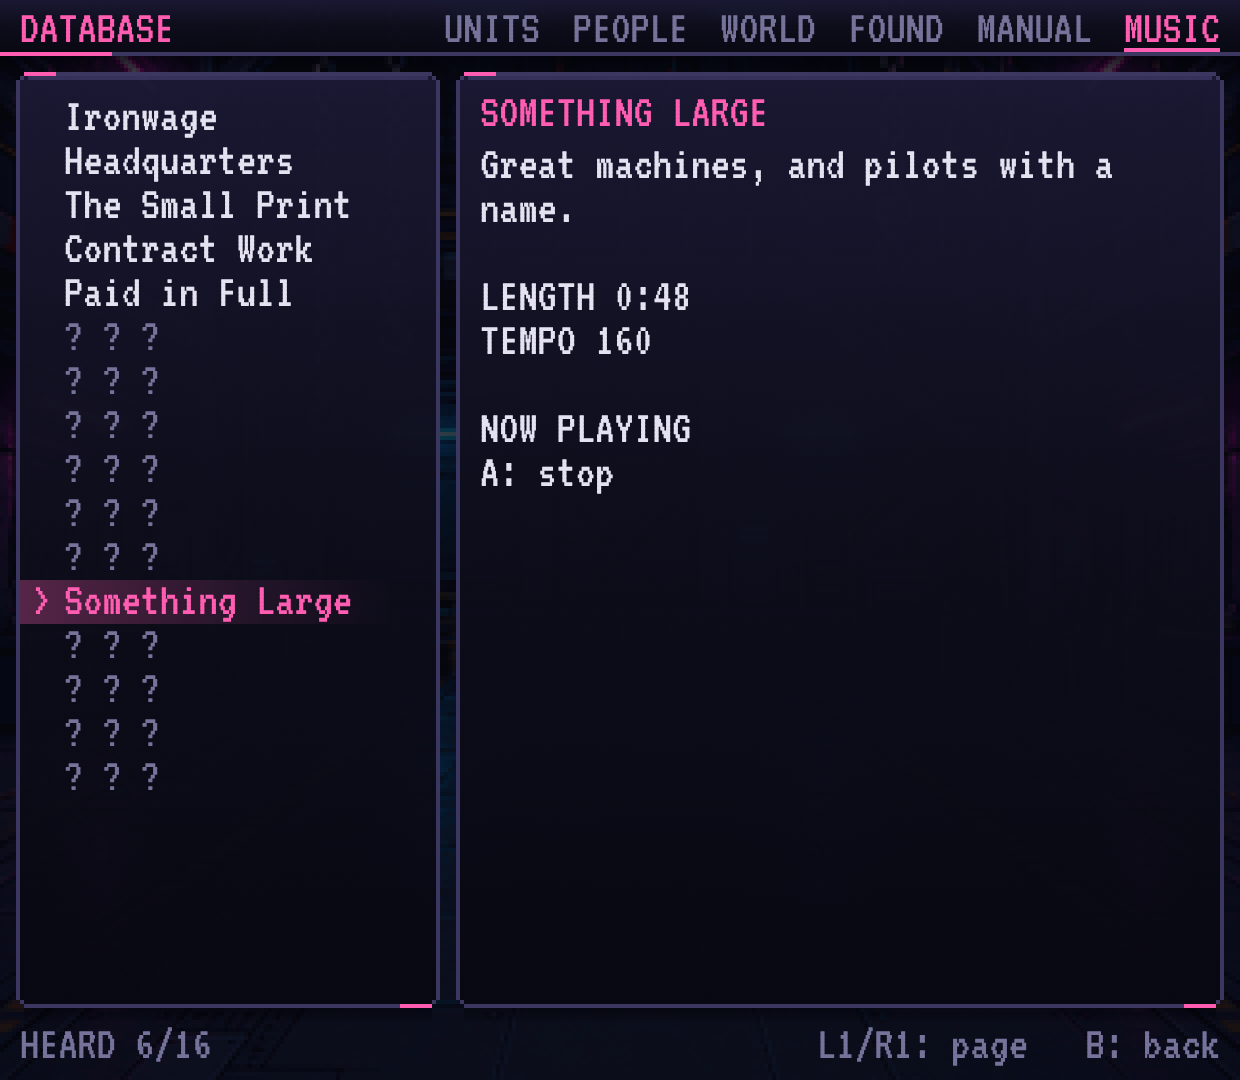 DATABASE UNITS PEOPLE WORLD FOUND MANUAL MUSIC
Ironwage
Headquarters
The Small Print
Contract Work
Paid in Full
? ? ?
? ? ?
? ? ?
? ? ?
? ? ?
? ? ?
> Something Large
? ? ?
? ? ?
? ? ?
? ? ?
SOMETHING LARGE
Great machines, and pilots with a
name.
LENGTH 0:48
TEMPO 160
NOW PLAYING
A: stop
HEARD 6/16
L1/R1: page B: back